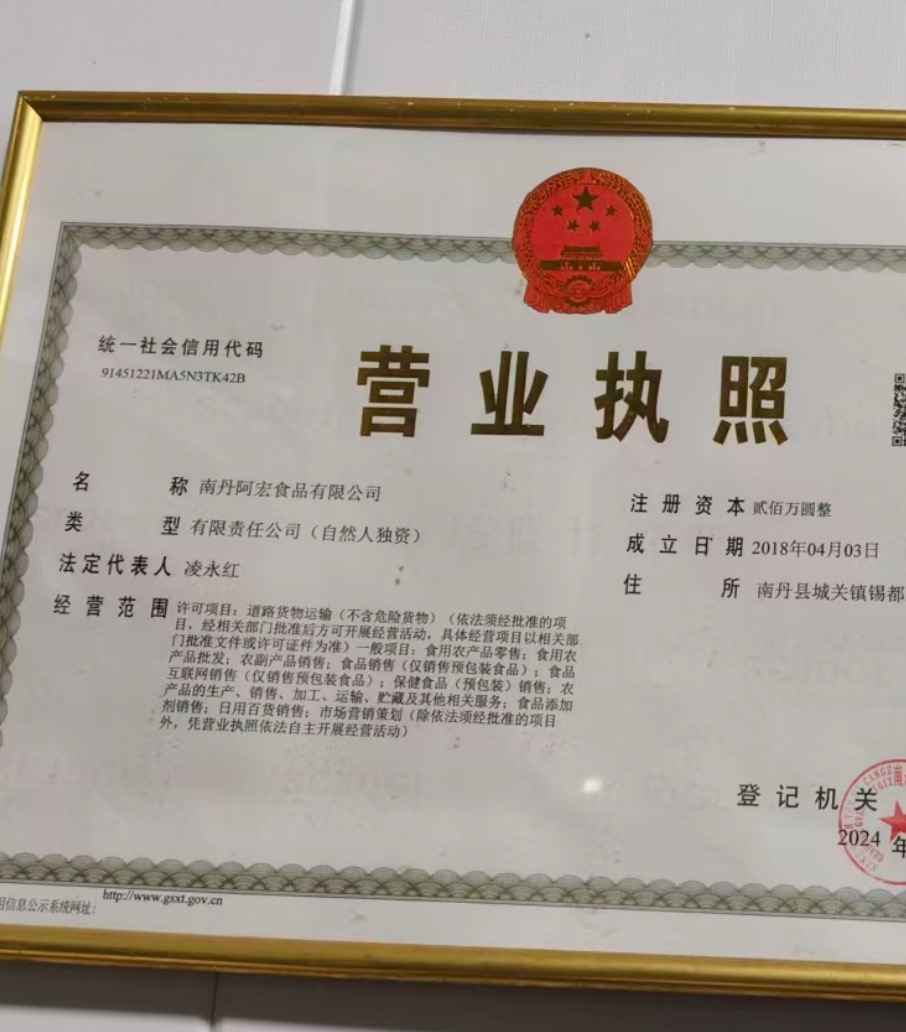 统一社会信用代码
91451221MA5N3TK42B
营业执照
名称 南丹阿宏食品有限公司
类型 有限责任公司（自然人独资）
法定代表人 凌永红
经营范围 许可项目：道路货物运输（不含危险货物）（依法须经批准的项
目，经相关部门批准后方可开展经营活动，具体经营项目以相关部
门批准文件或许可证件为准）一般项目：食用农产品零售；食用农
产品批发；农副产品销售；食品销售（仅销售预包装食品）；食品
互联网销售（仅销售预包装食品）；保健食品（预包装）销售；农
产品的生产、销售、加工、运输、贮藏及其他相关服务；食品添加
剂销售；日用百货销售；市场营销策划（除依法须经批准的项目
外，凭营业执照依法自主开展经营活动）
注册资本 贰佰万圆整
成立日期 2018年04月03日
住所 南丹县城关镇锡都
登记机关
2024 年
用信息公示系统网址：http://www.gsxt.gov.cn